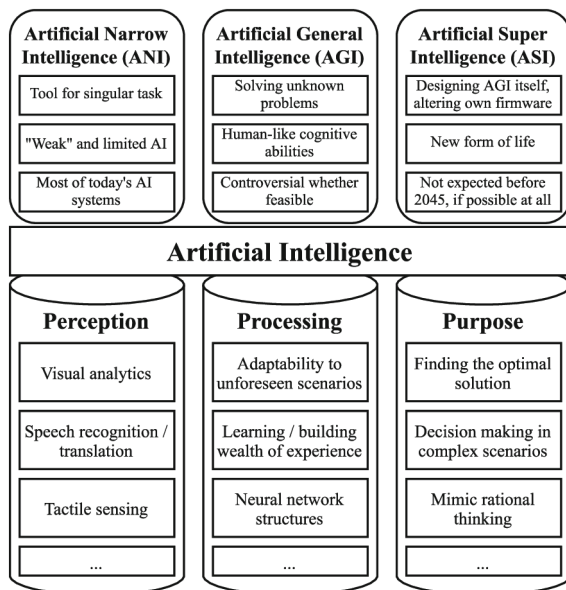 Artificial Narrow
Intelligence (ANI)
Tool for singular task
"Weak" and limited AI
Most of today's AI
systems
Artificial General
Intelligence (AGI)
Solving unknown
problems
Human-like cognitive
abilities
Controversial whether
feasible
Artificial Super
Intelligence (ASI)
Designing AGI itself,
altering own firmware
New form of life
Not expected before
2045, if possible at all
Artificial Intelligence
Perception
Visual analytics
Speech recognition /
translation
Tactile sensing
...
Processing
Adaptability to
unforeseen scenarios
Learning / building
wealth of experience
Neural network
structures
...
Purpose
Finding the optimal
solution
Decision making in
complex scenarios
Mimic rational
thinking
...